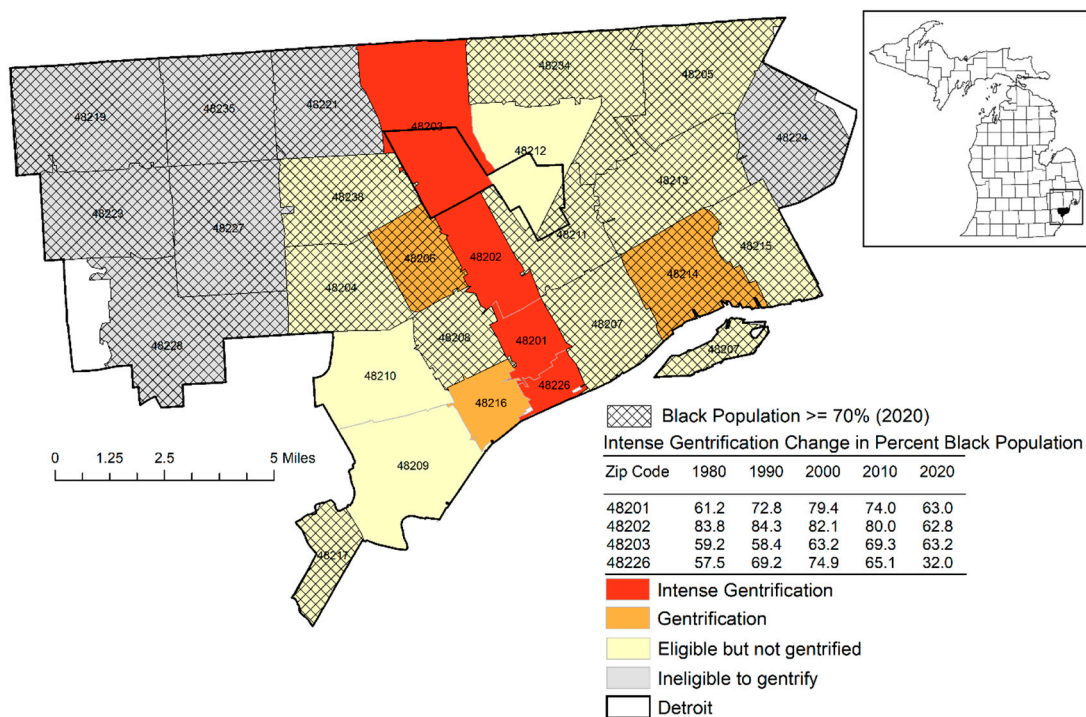 48234
48205
48219
48235
48221
48203
48224
48212
48238
48213
48223
48227
48211
48202
48206
48215
48214
48204
48208
48207
48201
48207
48228
48210
48226
48216
48209
48217
0 1.25 2.5 5 Miles
Black Population >= 70% (2020)
Intense Gentrification Change in Percent Black Population
Zip Code 1980 1990 2000 2010 2020
48201 61.2 72.8 79.4 74.0 63.0
48202 83.8 84.3 82.1 80.0 62.8
48203 59.2 58.4 63.2 69.3 63.2
48226 57.5 69.2 74.9 65.1 32.0
Intense Gentrification
Gentrification
Eligible but not gentrified
Ineligible to gentrify
Detroit